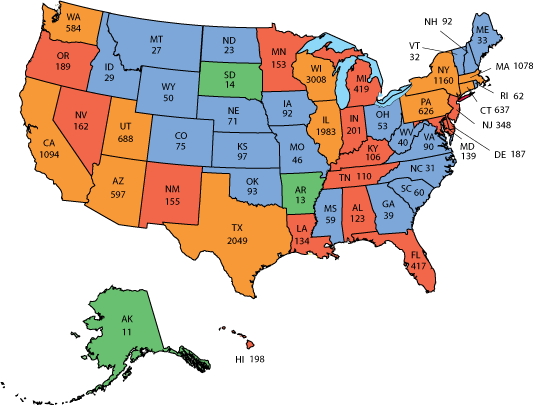 WA
584
OR
189
CA
1094
NV
162
ID
29
MT
27
WY
50
UT
688
AZ
597
CO
75
NM
155
ND
23
SD
14
NE
71
KS
97
OK
93
TX
2049
MN
153
IA
92
MO
46
AR
13
LA
134
WI
3008
IL
1983
MI
419
IN
201
OH
53
KY
106
TN 110
MS
59
AL
123
GA
39
FL
417
SC 60
NC 31
VA
90
WV
40
PA
626
NY
1160
VT
32
NH 92
ME
33
MA 1078
RI 62
CT 637
NJ 348
DE 187
MD
139
AK
11
HI 198